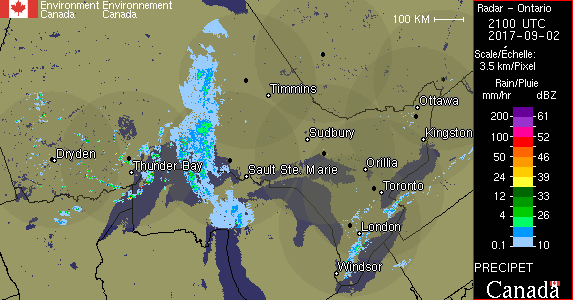 Environment Environnement
Canada Canada
100 KM
Timmins
Ottawa
Sudbury
Kingston
Dryden
Thunder Bay
Sault Ste. Marie
Orillia
Toronto
London
Windsor
Radar – Ontario
2100 UTC
2017-09-02
Scale/Échelle:
3.5 km/Pixel
Rain/Pluie
mm/hr dBZ
200 61
100 52
50 46
24 39
12 33
4 26
0.1 10
PRECIPET
Canada